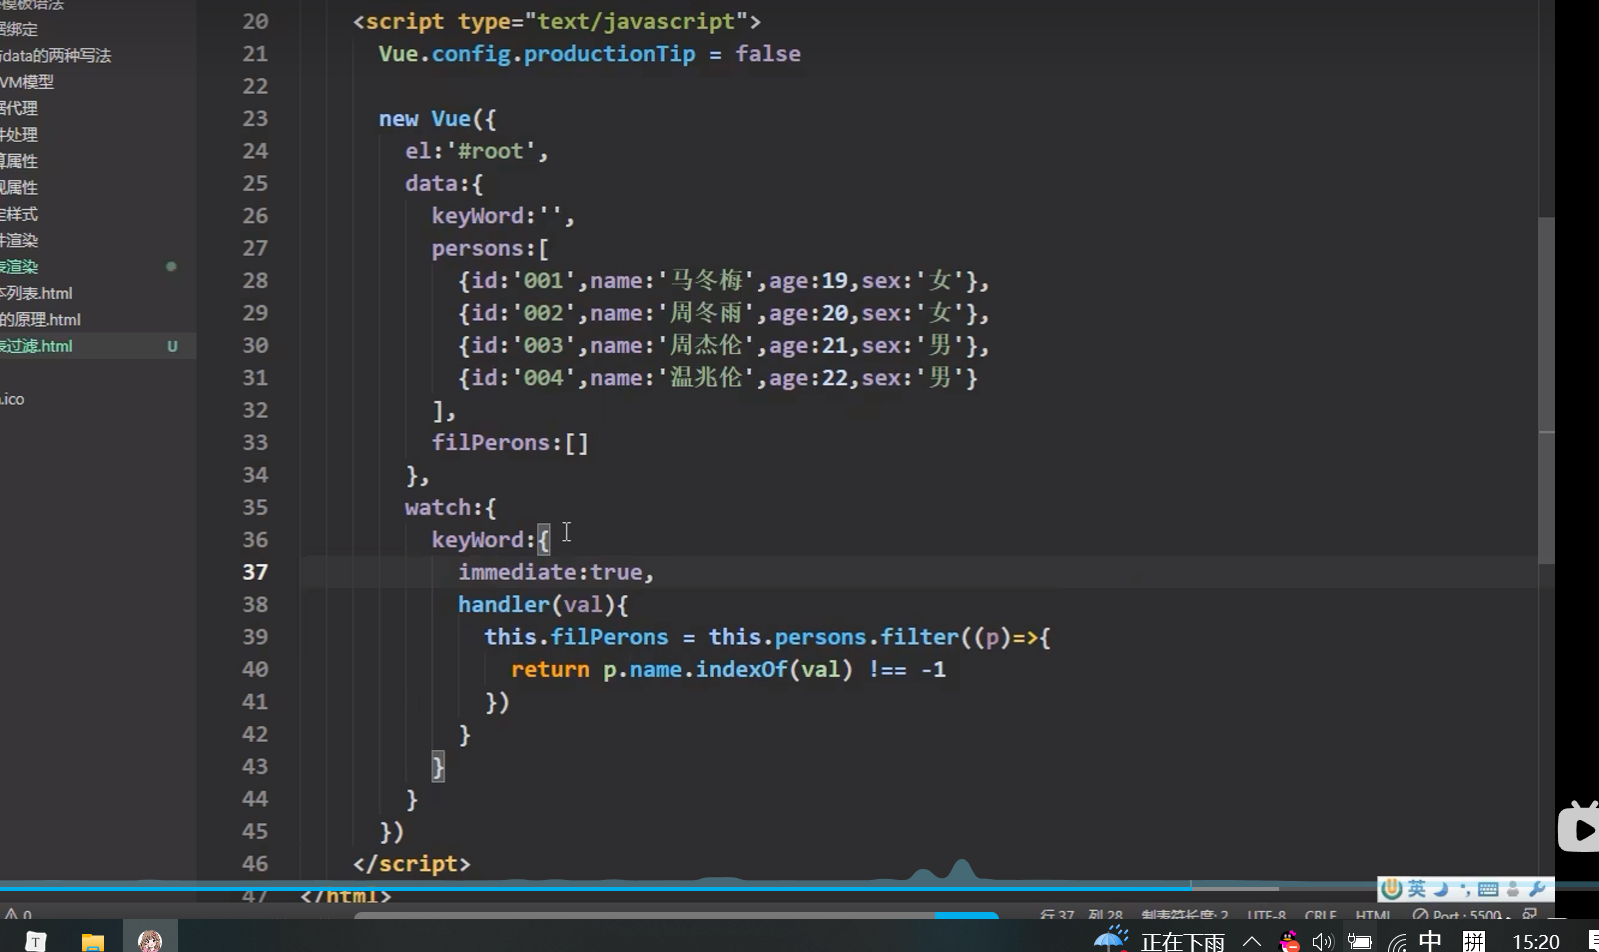 模板语法
据绑定
data的两种写法
VM模型
据代理
件处理
算属性
视属性
定样式
件渲染
表渲染
本列表.html
的原理.html
表过滤.html U
.ico
20 <script type="text/javascript">
21 Vue.config.productionTip = false
22
23 new Vue({
24 el:'#root',
25 data:{
26 keyWord:'',
27 persons:[
28 {id:'001',name:'马冬梅',age:19,sex:'女'},
29 {id:'002',name:'周冬雨',age:20,sex:'女'},
30 {id:'003',name:'周杰伦',age:21,sex:'男'},
31 {id:'004',name:'温兆伦',age:22,sex:'男'}
32 ],
33 filPerons:[]
34 },
35 watch:{
36 keyWord:{
37 immediate:true,
38 handler(val){
39 this.filPerons = this.persons.filter((p)=>{
40 return p.name.indexOf(val) !== -1
41 })
42 }
43 }
44 }
45 })
46 </script>
47 </html>
英
0 行 37 列 28 制表符长度: 2 UTF-8 CRLF HTML Port : 5500
T 正在下雨 中 拼 15:20